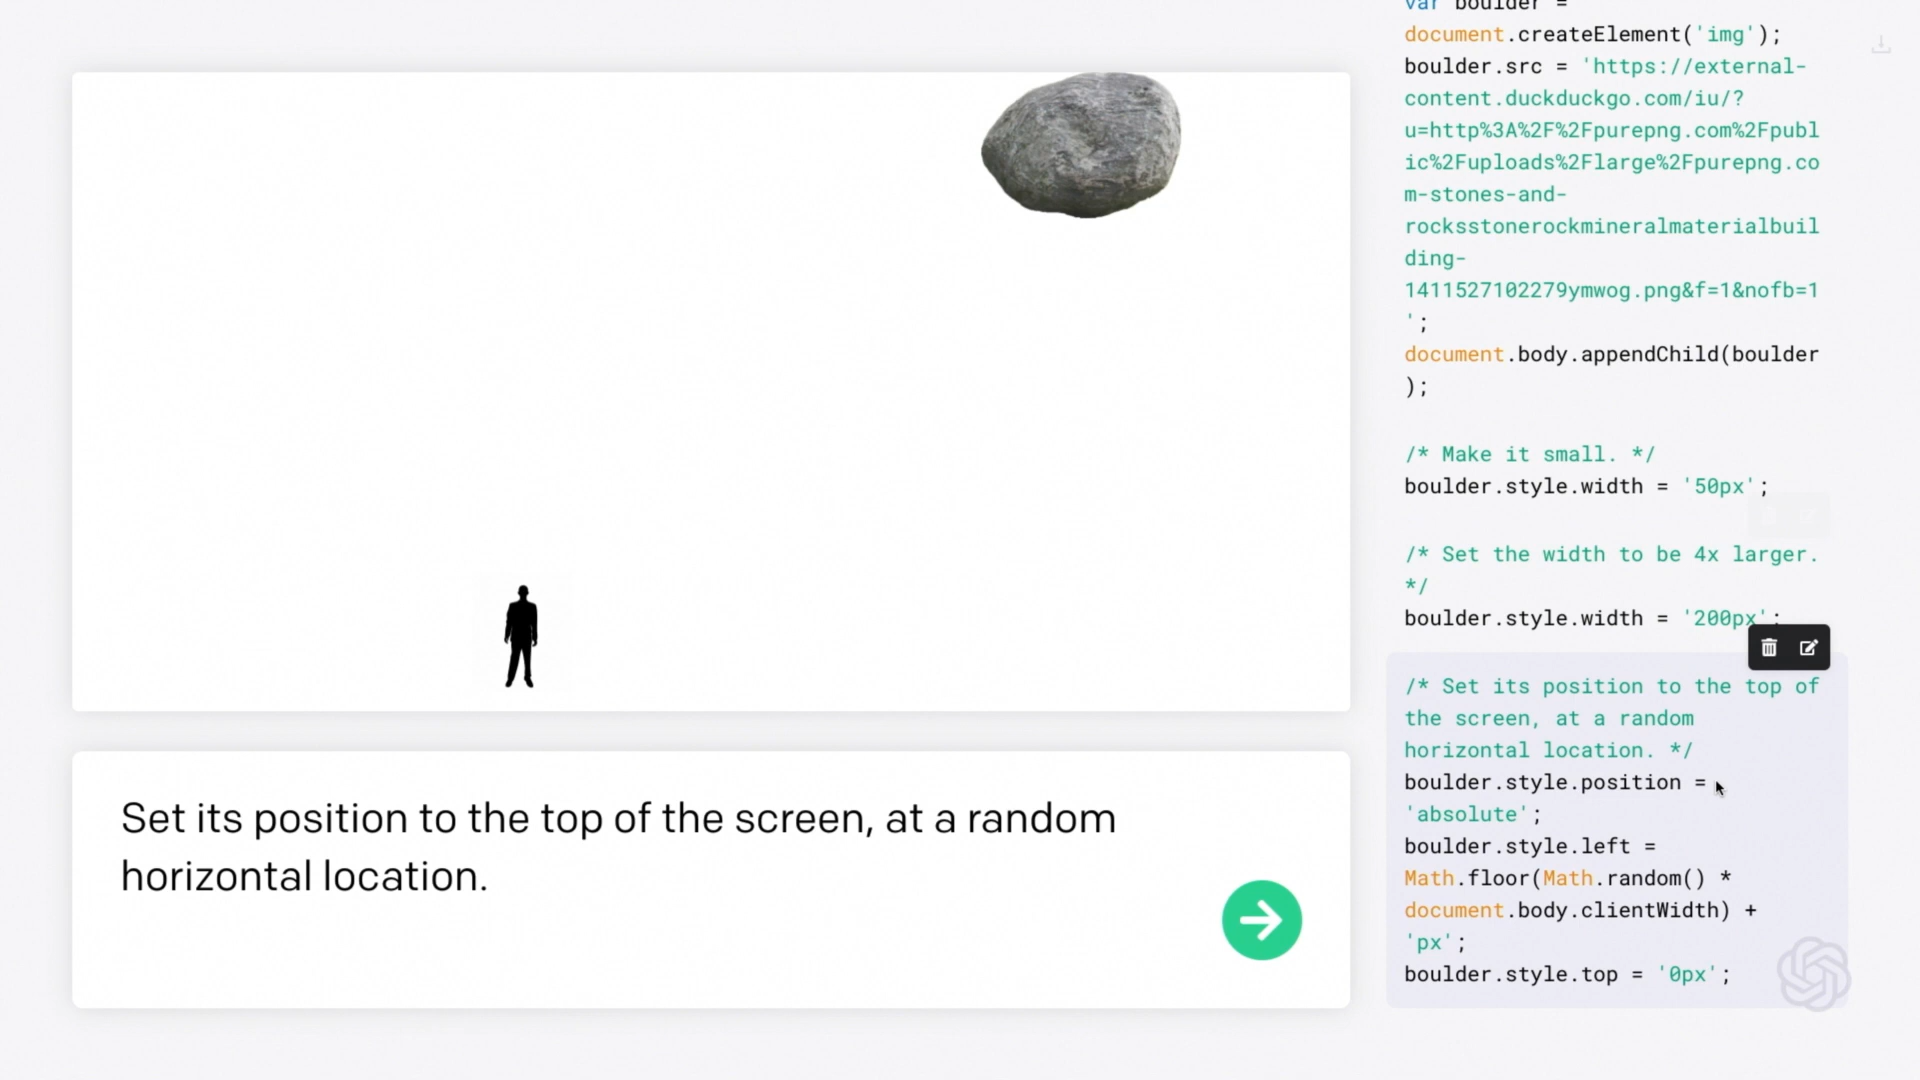 Set its position to the top of the screen, at a random
horizontal location.
var boulder =
document.createElement('img');
boulder.src = 'https://external-
content.duckduckgo.com/iu/?
u=http%3A%2F%2Fpurepng.com%2Fpubl
ic%2Fuploads%2Flarge%2Fpurepng.co
m-stones-and-
rocksstonerockmineralmaterialbuil
ding-
1411527102279ymwog.png&f=1&nofb=1
';
document.body.appendChild(boulder
);
/* Make it small. */
boulder.style.width = '50px';
/* Set the width to be 4x larger.
*/
boulder.style.width = '200px';
/* Set its position to the top of
the screen, at a random
horizontal location. */
boulder.style.position =
'absolute';
boulder.style.left =
Math.floor(Math.random() *
document.body.clientWidth) +
'px';
boulder.style.top = '0px';